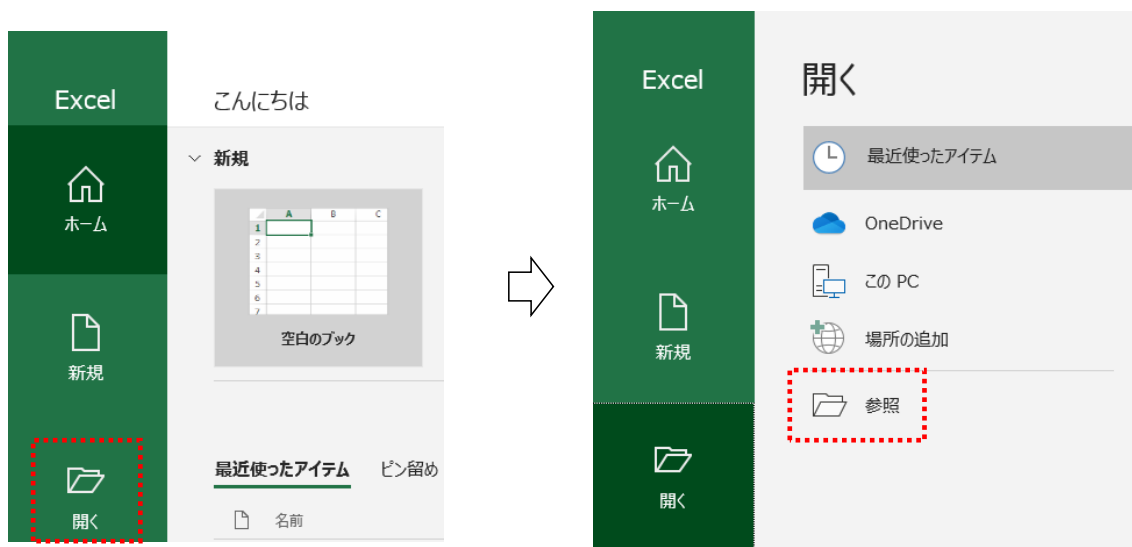 Excel
こんにちは
ホーム
新規
A B C
1
2
3
4
5
6
7
空白のブック
新規
最近使ったアイテム ピン留め
開く
名前
Excel
開く
ホーム
最近使ったアイテム
OneDrive
この PC
新規
場所の追加
参照
開く